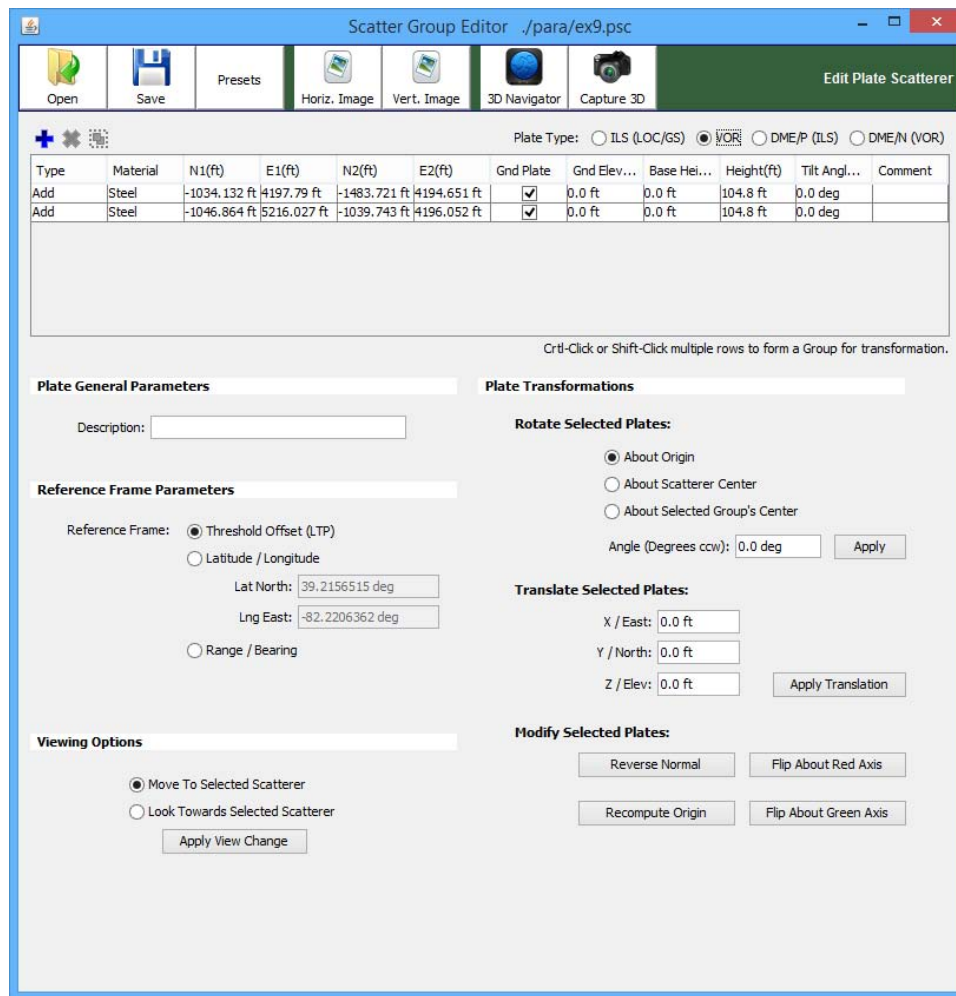 Scatter Group Editor ./para/ex9.psc
Open Save Presets Horiz. Image Vert. Image 3D Navigator Capture 3D Edit Plate Scatterer
Plate Type: ILS (LOC/GS) VOR DME/P (ILS) DME/N (VOR)
Type Material N1(ft) E1(ft) N2(ft) E2(ft) Gnd Plate Gnd Elev... Base Hei... Height(ft) Tilt Angl... Comment
Add Steel -1034.132 ft 4197.79 ft -1483.721 ft 4194.651 ft 0.0 ft 0.0 ft 104.8 ft 0.0 deg
Add Steel -1046.864 ft 5216.027 ft -1039.743 ft 4196.052 ft 0.0 ft 0.0 ft 104.8 ft 0.0 deg
Crtl-Click or Shift-Click multiple rows to form a Group for transformation.
Plate General Parameters
Description:
Reference Frame Parameters
Reference Frame: Threshold Offset (LTP)
Latitude / Longitude
Lat North: 39.2156515 deg
Lng East: -82.2206362 deg
Range / Bearing
Viewing Options
Move To Selected Scatterer
Look Towards Selected Scatterer
Apply View Change
Plate Transformations
Rotate Selected Plates:
About Origin
About Scatterer Center
About Selected Group's Center
Angle (Degrees ccw): 0.0 deg Apply
Translate Selected Plates:
X / East: 0.0 ft
Y / North: 0.0 ft
Z / Elev: 0.0 ft Apply Translation
Modify Selected Plates:
Reverse Normal Flip About Red Axis
Recompute Origin Flip About Green Axis